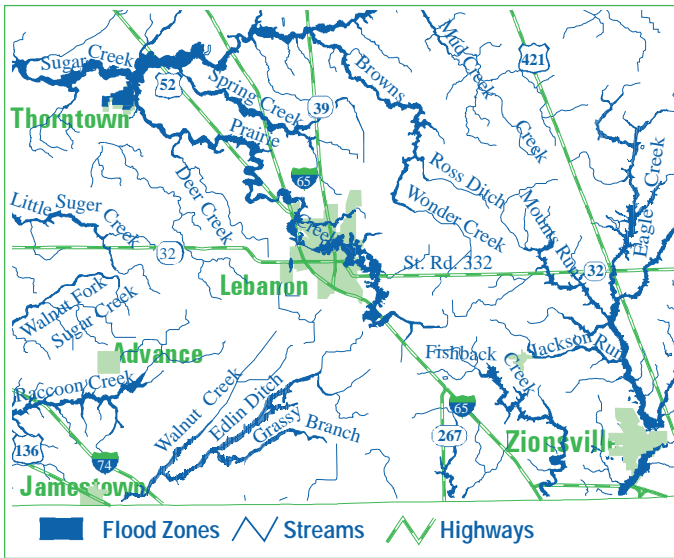 Sugar Creek
Mud Creek
Creek
421
52
Browns
Spring Creek
39
Thorntown
Prairie
Creek
Ross Ditch
Wonder Creek
Eagle Creek
65
Deer Creek
Little Suger Creek
Mounts Run
32
St. Rd. 332
32
Lebanon
Walnut Fork
Sugar Creek
Advance
Fishback
Creek
Jackson Run
Raccoon Creek
Walnut Creek
Edlin Ditch
Grassy Branch
65
267
Zionsvill
136
74
Jamestown
Flood Zones
Streams
Highways